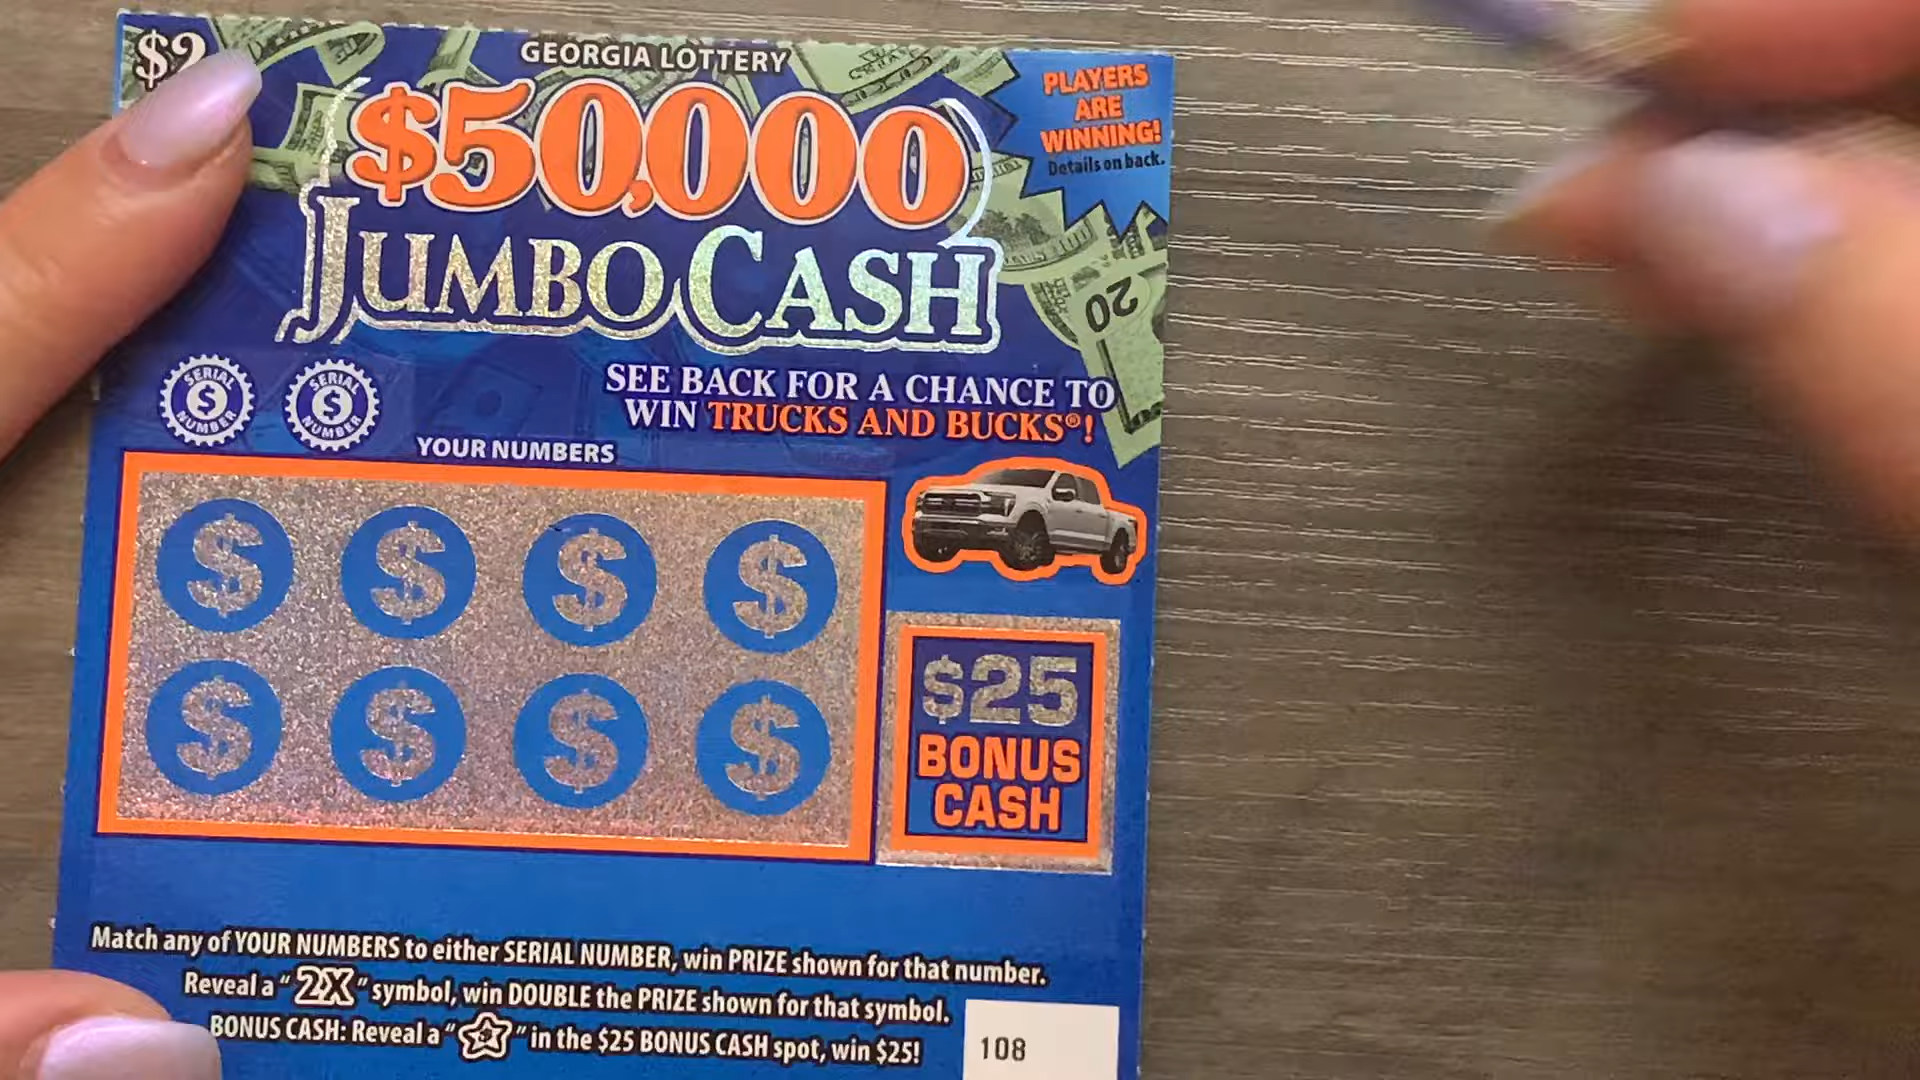 $2
GEORGIA LOTTERY
$50,000
JUMBO CASH
PLAYERS
ARE
WINNING!
Details on back.
20
SERIAL NUMBER
$
SERIAL NUMBER
$
SEE BACK FOR A CHANCE TO
WIN TRUCKS AND BUCKS®!
YOUR NUMBERS
$ $ $ $
$ $ $ $
$25
BONUS
CASH
Match any of YOUR NUMBERS to either SERIAL NUMBER, win PRIZE shown for that number.
Reveal a "2X" symbol, win DOUBLE the PRIZE shown for that symbol.
BONUS CASH: Reveal a " " in the $25 BONUS CASH spot, win $25!
108